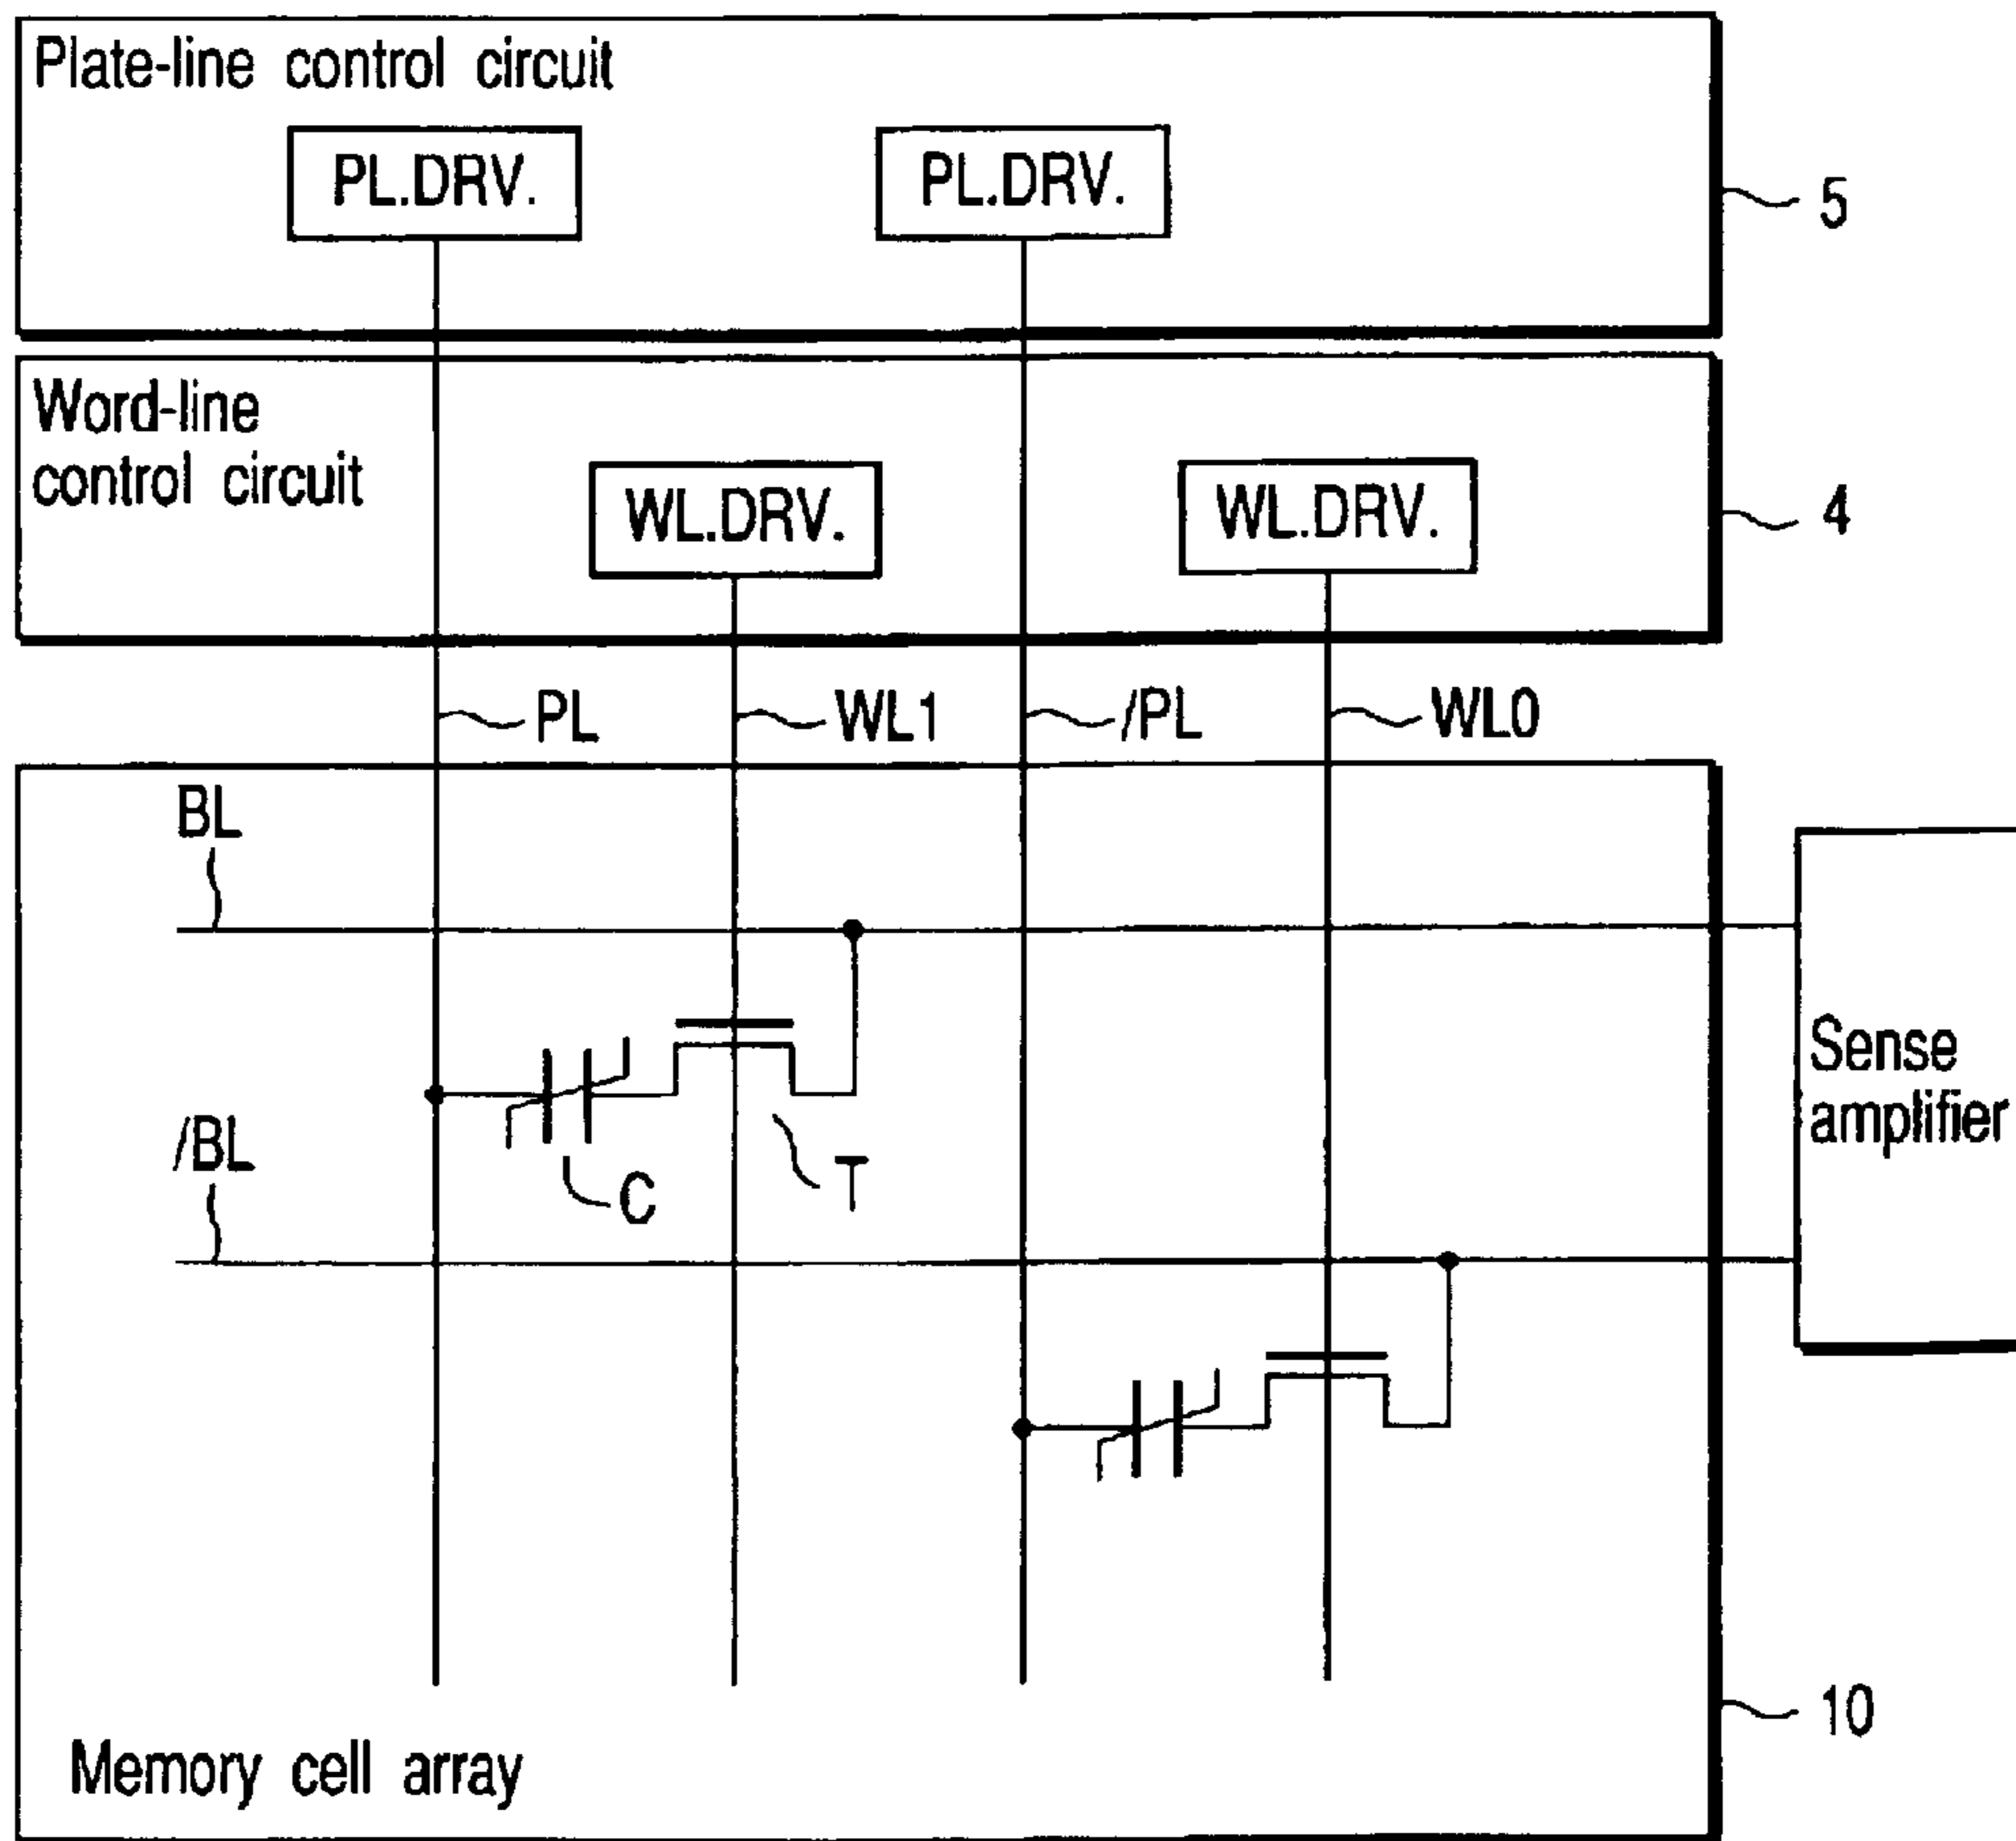 Plate-line control circuit
PL.DRV.
PL.DRV.
5
Word-line
control circuit
WL.DRV.
WL.DRV.
4
PL
WL1
/PL
WL0
BL
Sense
amplifier
/BL
C
T
10
Memory cell array